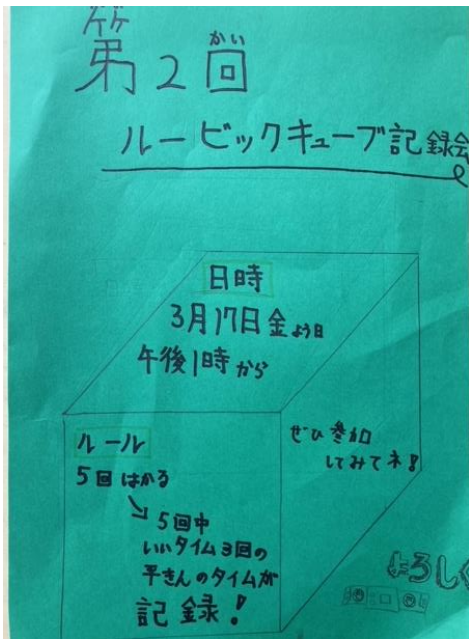 第2回
かい
ルービックキューブ記録会
日時
3月17日金よう日
午後1時から
ルール
5回はかる
5回中
いいタイム3回の
平きんのタイムが
記録！
ぜひ参加
してみてネ！
よろしく